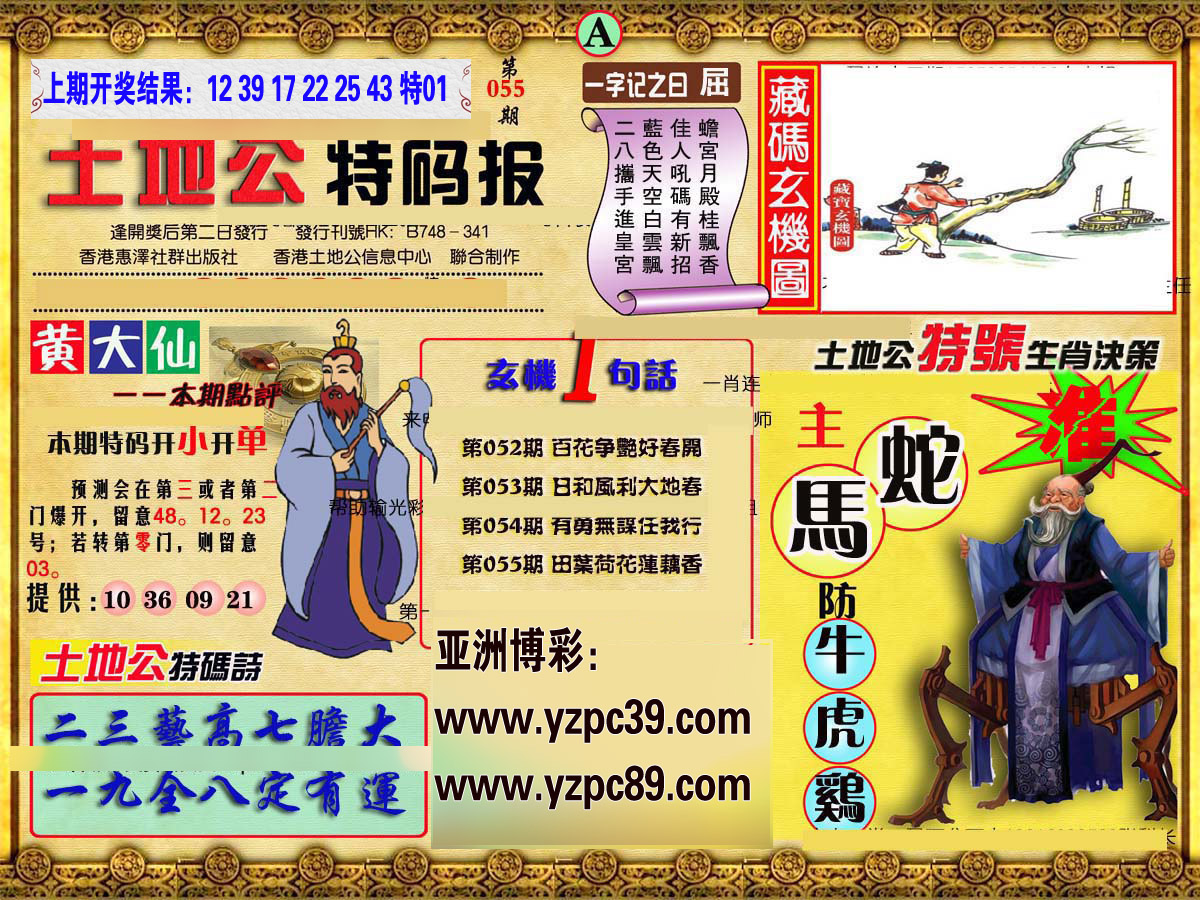 A
上期开奖结果：12 39 17 22 25 43 特01
第
055
期
土地公 特码报
逢開獎后第二日發行
香港惠澤社群出版社 香港土地公信息中心 聯合制作
一字记之曰 屈
蟾宮月殿桂飄香
佳人吼碼有新招
藍色天空白雲飄
二八攜手進皇宮
藏碼玄機圖
藏寶玄機圖
黄大仙
一一本期點評
本期特码开小开单
预测会在第三或者第二
门爆开，留意48。12。23
号；若转第零门，则留意
03。
提供:10 36 09 21
玄機1句話
一肖连
师
第052期 百花争艷好春開
第053期 日和風利大地春
第054期 有勇無謀任我行
第055期 田葉荷花蓮藕香
帮助输光彩
第一
土地公特號生肖決策
准
主
馬
蛇
防
牛
虎
鷄
土地公特碼詩
二三藝高七膽大
一九全八定有運
亚洲博彩：
www.yzpc39.com
www.yzpc89.com